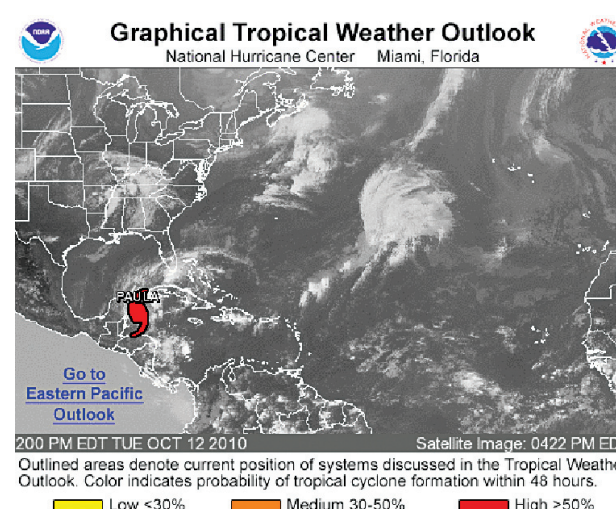 Graphical Tropical Weather Outlook
National Hurricane Center Miami, Florida
NOAA
PAULA
Go to
Eastern Pacific
Outlook
200 PM EDT TUE OCT 12 2010 Satellite Image: 0422 PM ED
Outlined areas denote current position of systems discussed in the Tropical Weathe
Outlook. Color indicates probability of tropical cyclone formation within 48 hours.
Low <30% Medium 30-50% High >50%